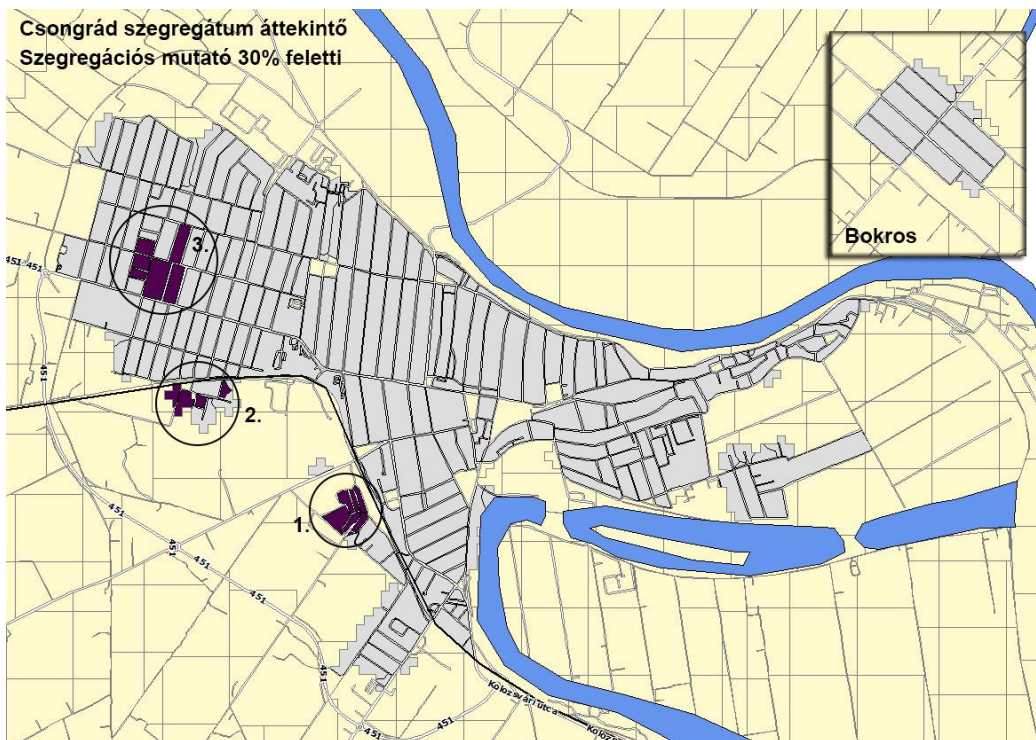 Csongrád szegregátum áttekintő
Szegregációs mutató 30% feletti
Bokros
3.
451
451
451
2.
1.
451
451
451
451
Kolozsvári utca